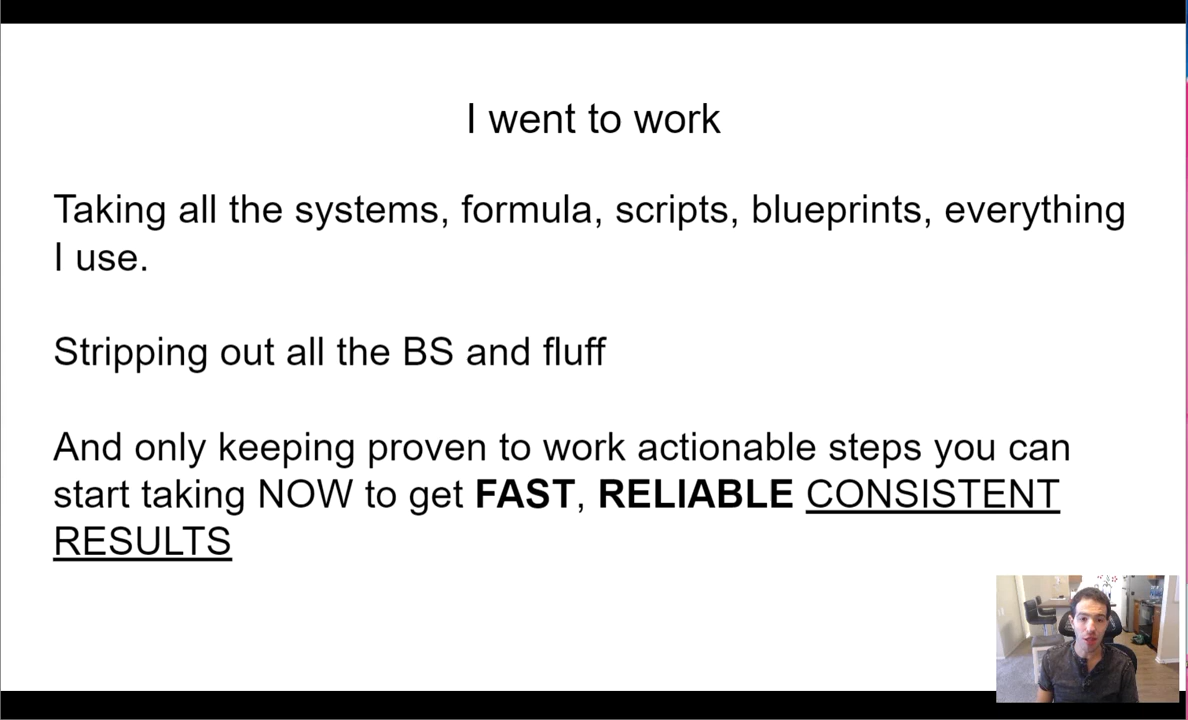 I went to work
Taking all the systems, formula, scripts, blueprints, everything
I use.
Stripping out all the BS and fluff
And only keeping proven to work actionable steps you can
start taking NOW to get FAST, RELIABLE CONSISTENT
RESULTS